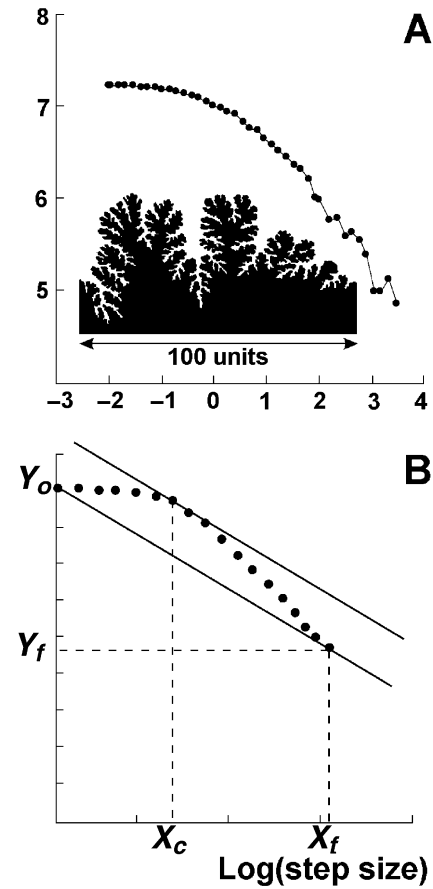 A
8
7
6
5
100 units
–3 –2 –1 0 1 2 3 4
B
Yo
Yf
Xc Xf
Log(step size)